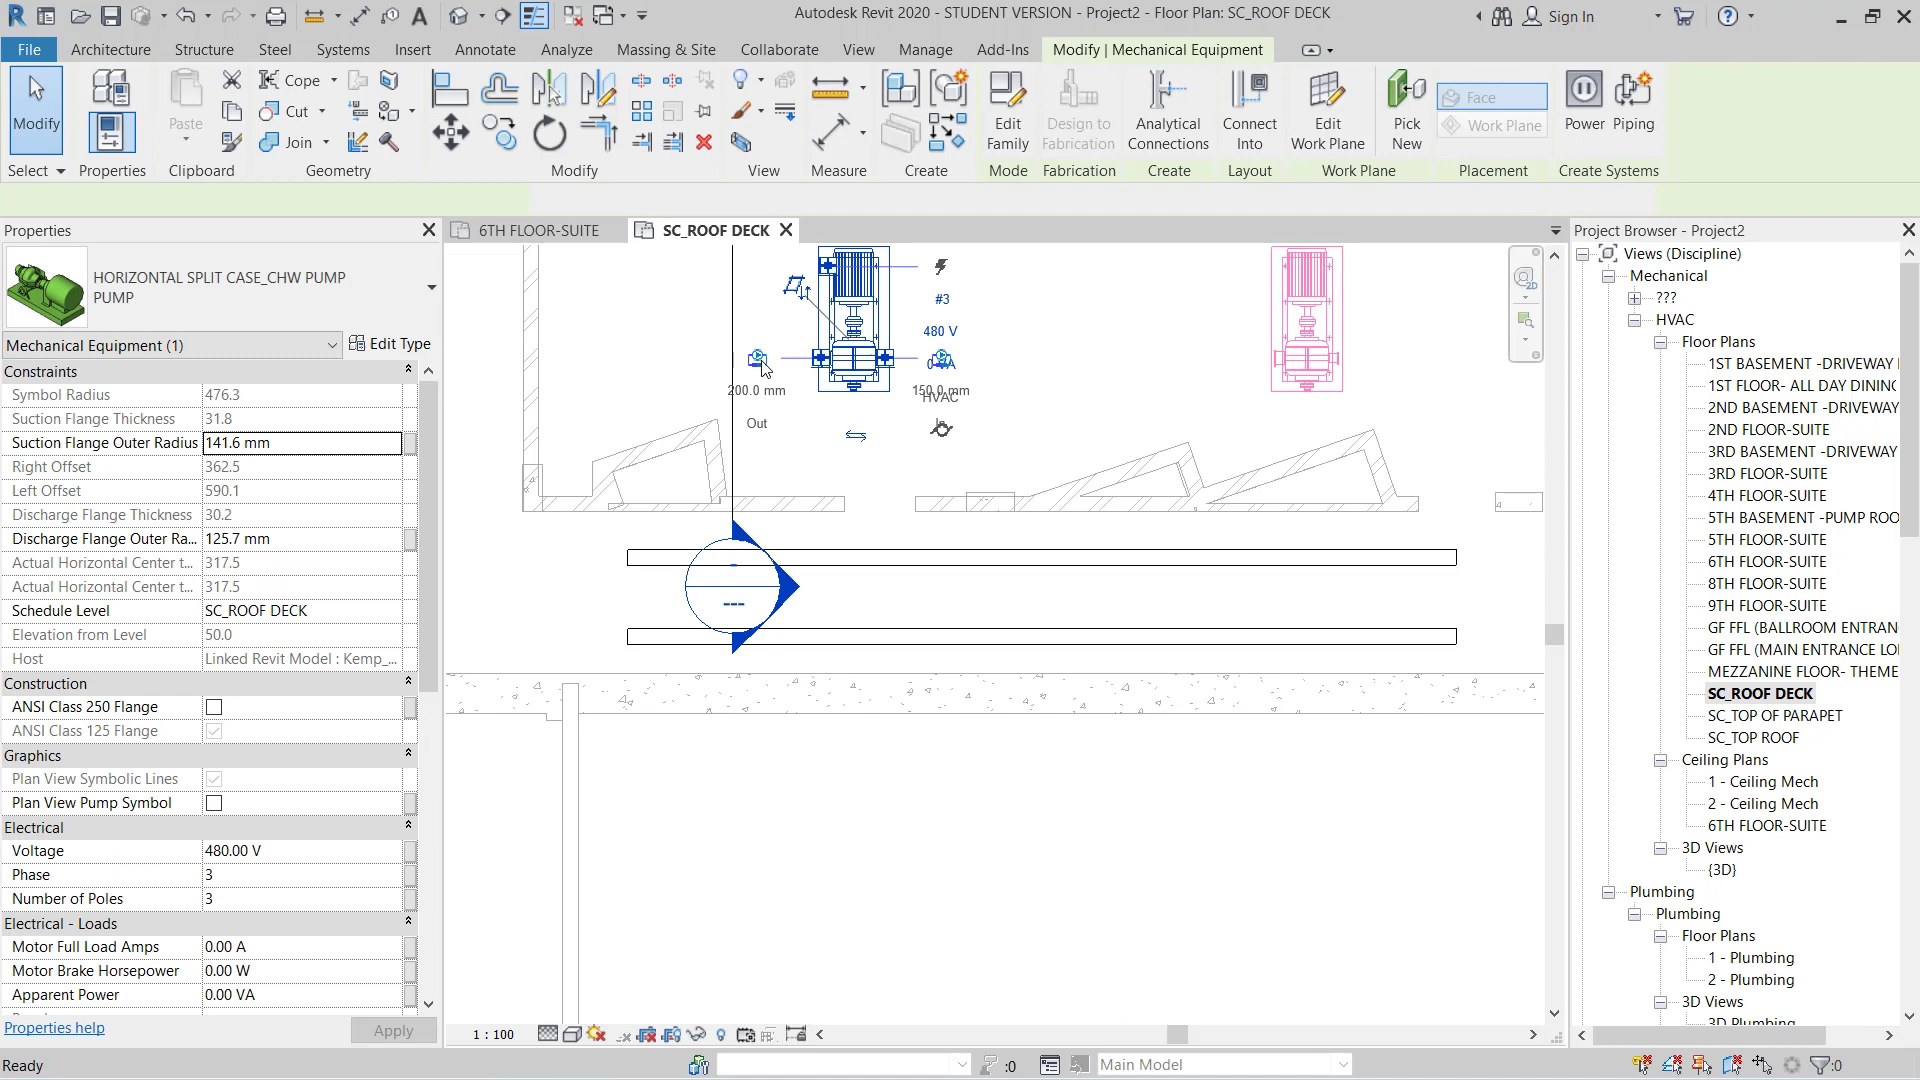 Autodesk Revit 2020 - STUDENT VERSION - Project2 - Floor Plan: SC_ROOF DECK
Sign In
File
Architecture
Structure
Steel
Systems
Insert
Annotate
Analyze
Massing & Site
Collaborate
View
Manage
Add-Ins
Modify | Mechanical Equipment
Modify
Paste
Cope
Cut
Join
Edit Family
Design to Fabrication
Analytical Connections
Connect Into
Edit Work Plane
Pick New
Face
Work Plane
Power
Piping
Select
Properties
Clipboard
Geometry
Modify
View
Measure
Create
Mode
Fabrication
Create
Layout
Work Plane
Placement
Create Systems
Properties
HORIZONTAL SPLIT CASE_CHW PUMP
PUMP
Mechanical Equipment (1)
Edit Type
Constraints
Symbol Radius 476.3
Suction Flange Thickness 31.8
Suction Flange Outer Radius 141.6 mm
Right Offset 362.5
Left Offset 590.1
Discharge Flange Thickness 30.2
Discharge Flange Outer Ra... 125.7 mm
Actual Horizontal Center t... 317.5
Actual Horizontal Center t... 317.5
Schedule Level SC_ROOF DECK
Elevation from Level 50.0
Host Linked Revit Model : Kemp_...
Construction
ANSI Class 250 Flange
ANSI Class 125 Flange
Graphics
Plan View Symbolic Lines
Plan View Pump Symbol
Electrical
Voltage 480.00 V
Phase 3
Number of Poles 3
Electrical - Loads
Motor Full Load Amps 0.00 A
Motor Brake Horsepower 0.00 W
Apparent Power 0.00 VA
Properties help
Apply
6TH FLOOR-SUITE
SC_ROOF DECK
#3
480 V
200.0 mm
150.0 mm
HVAC
Out
---
2D
1 : 100
Project Browser - Project2
Views (Discipline)
Mechanical
???
HVAC
Floor Plans
1ST BASEMENT -DRIVEWAY
1ST FLOOR- ALL DAY DINING
2ND BASEMENT -DRIVEWAY
2ND FLOOR-SUITE
3RD BASEMENT -DRIVEWAY
3RD FLOOR-SUITE
4TH FLOOR-SUITE
5TH BASEMENT -PUMP ROO
5TH FLOOR-SUITE
6TH FLOOR-SUITE
8TH FLOOR-SUITE
9TH FLOOR-SUITE
GF FFL (BALLROOM ENTRAN
GF FFL (MAIN ENTRANCE LO
MEZZANINE FLOOR- THEME
SC_ROOF DECK
SC_TOP OF PARAPET
SC_TOP ROOF
Ceiling Plans
1 - Ceiling Mech
2 - Ceiling Mech
6TH FLOOR-SUITE
3D Views
{3D}
Plumbing
Plumbing
Floor Plans
1 - Plumbing
2 - Plumbing
3D Views
3D Plumbing
Ready
:0
Main Model
:0